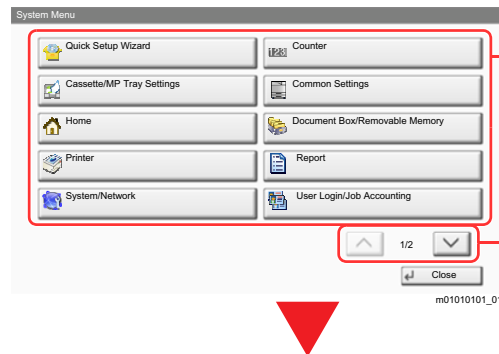 System Menu
Quick Setup Wizard
Counter
Cassette/MP Tray Settings
Common Settings
Home
Document Box/Removable Memory
Printer
Report
System/Network
User Login/Job Accounting
1/2
Close
m01010101_01